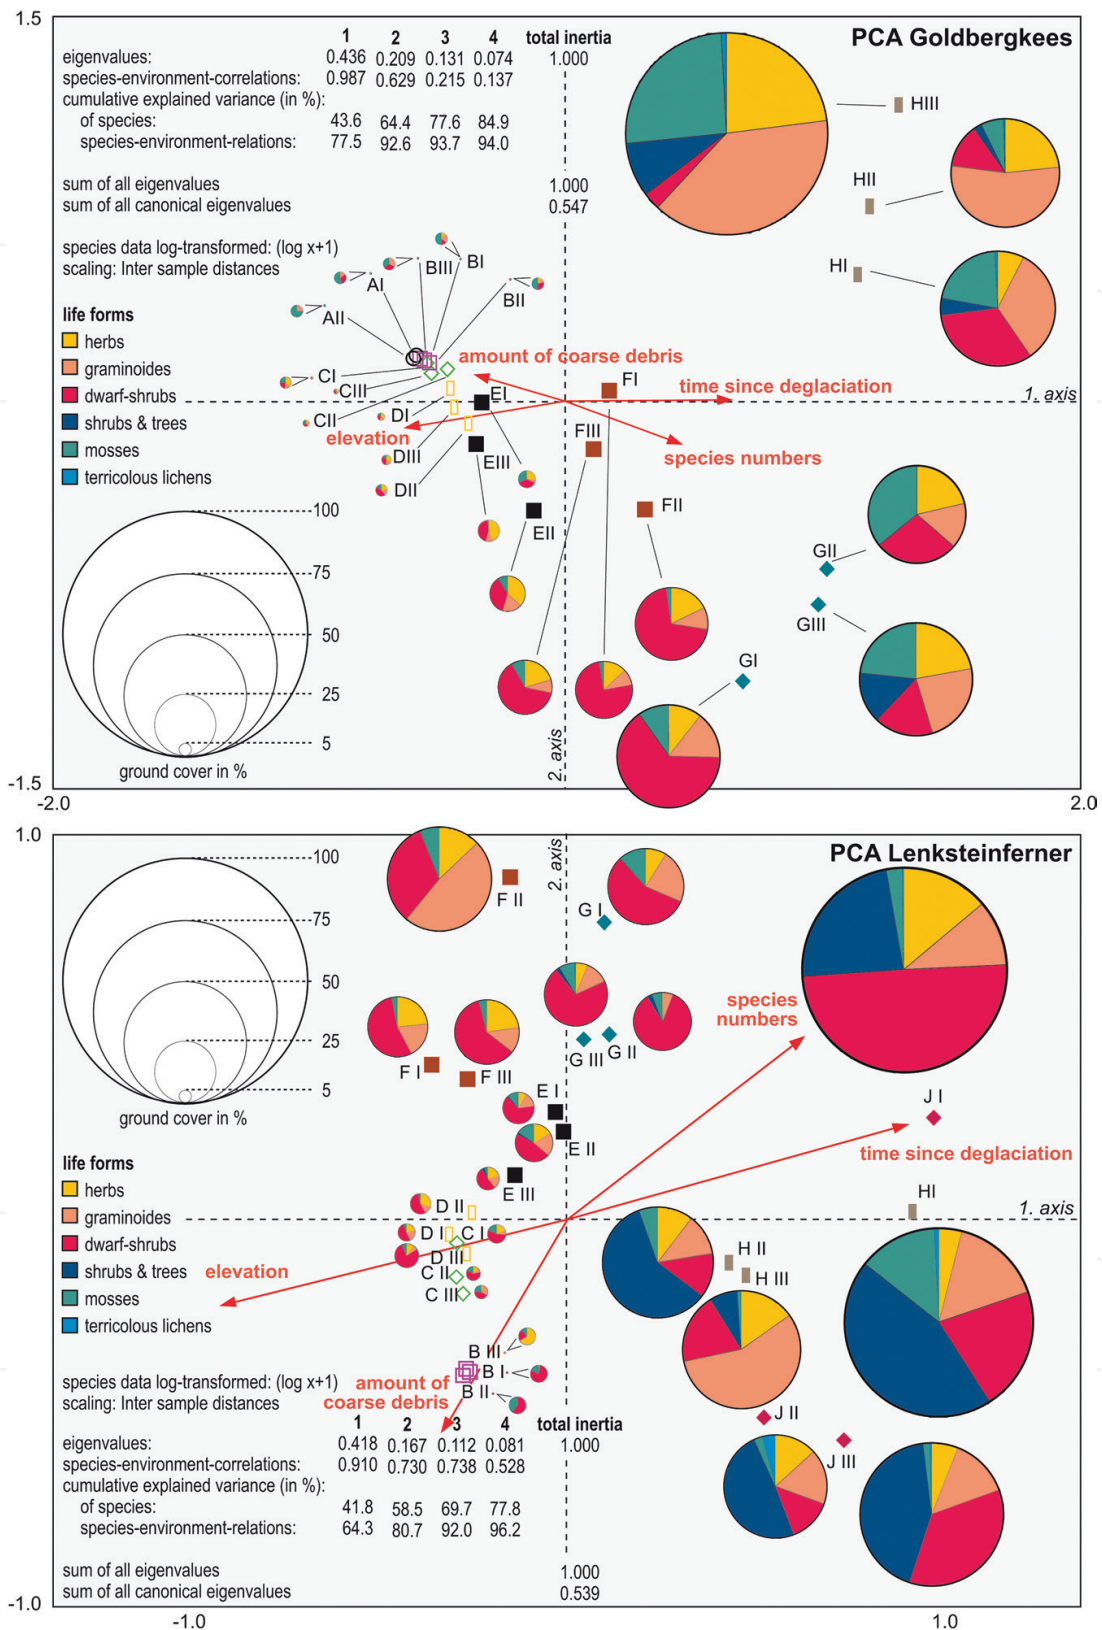 1.5
PCA Goldbergkees
1 2 3 4 total inertia
eigenvalues: 0.436 0.209 0.131 0.074 1.000
species-environment-correlations: 0.987 0.629 0.215 0.137
cumulative explained variance (in %):
of species: 43.6 64.4 77.6 84.9
species-environment-relations: 77.5 92.6 93.7 94.0
sum of all eigenvalues 1.000
sum of all canonical eigenvalues 0.547
species data log-transformed: (log x+1)
scaling: Inter sample distances
HIII
HII
HI
BI
BIII
AI
BII
AII
life forms
herbs
graminoides
dwarf-shrubs
shrubs & trees
mosses
terricolous lichens
amount of coarse debris
FI
time since deglaciation
CI
CIII
EI
1. axis
CII
DI
elevation
FIII
species numbers
DIII
EIII
DII
FII
EII
GII
GIII
GI
100
75
50
25
5
ground cover in %
2. axis
-1.5
-2.0
2.0
1.0
PCA Lenksteinferner
2. axis
100
75
50
25
5
ground cover in %
F II
G I
species
numbers
G III
G II
F I
F III
E I
J I
E II
time since deglaciation
life forms
herbs
graminoides
dwarf-shrubs
shrubs & trees
mosses
terricolous lichens
E III
HI
D II
1. axis
D I
C I
D III
H II
elevation
C II
H III
C III
B III
B I
B II
species data log-transformed: (log x+1)
scaling: Inter sample distances
amount of
coarse debris
J II
J III
1 2 3 4 total inertia
eigenvalues: 0.418 0.167 0.112 0.081 1.000
species-environment-correlations: 0.910 0.730 0.738 0.528
cumulative explained variance (in %):
of species: 41.8 58.5 69.7 77.8
species-environment-relations: 64.3 80.7 92.0 96.2
sum of all eigenvalues 1.000
sum of all canonical eigenvalues 0.539
-1.0
-1.0
1.0